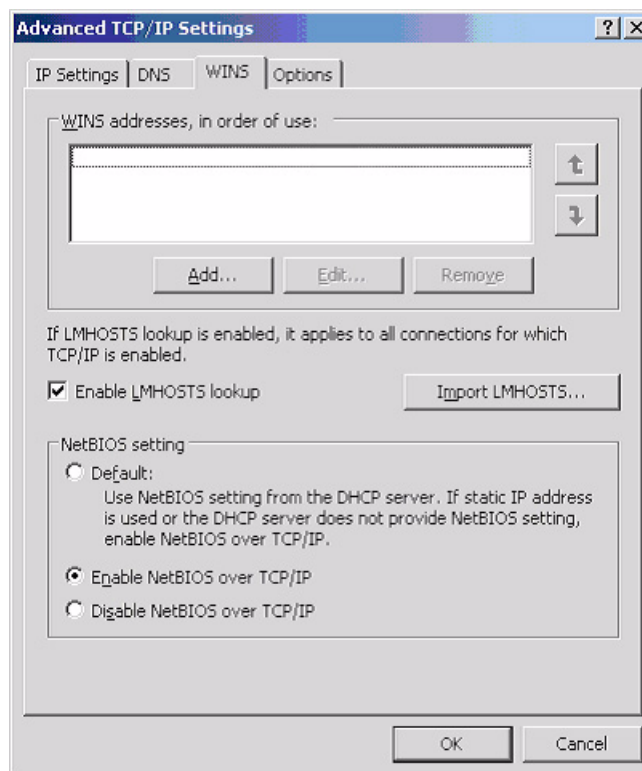 Advanced TCP/IP Settings
IP Settings DNS WINS Options
WINS addresses, in order of use:
Add... Edit... Remove
If LMHOSTS lookup is enabled, it applies to all connections for which
TCP/IP is enabled.
Enable LMHOSTS lookup Import LMHOSTS...
NetBIOS setting
Default:
Use NetBIOS setting from the DHCP server. If static IP address
is used or the DHCP server does not provide NetBIOS setting,
enable NetBIOS over TCP/IP.
Enable NetBIOS over TCP/IP
Disable NetBIOS over TCP/IP
OK Cancel